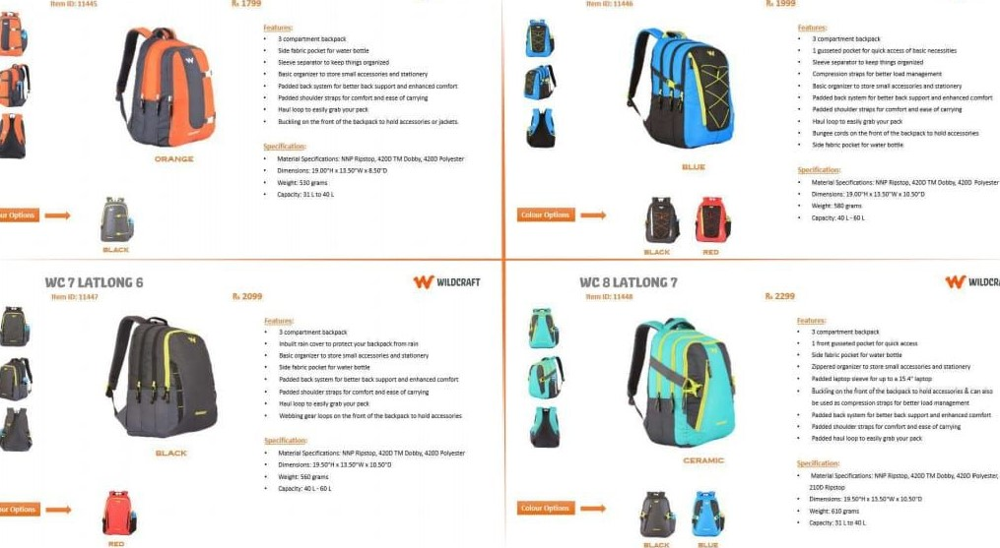 Item ID: 11445
Rs 1799
Features:
3 compartment backpack
Side fabric pocket for water bottle
Sleeve separator to keep things organized
Basic organizer to store small accessories and stationery
Padded back system for better back support and enhanced comfort
Padded shoulder straps for comfort and ease of carrying
Haul loop to easily grab your pack
Buckling on the front of the backpack to hold accessories or jackets.
ORANGE
Specification:
Material Specifications: NNP Ripstop, 420D TM Dobby, 420D Polyester
Dimensions: 19.00"H x 13.50"W x 8.50"D
Weight: 530 grams
Capacity: 31 L to 40 L
ur Options
BLACK
Item ID: 11446
Rs 1999
Features:
3 compartment backpack
1 gusseted pocket for quick access of basic necessities
Sleeve separator to keep things organized
Compression straps for better load management
Basic organizer to store small accessories and stationery
Padded back system for better back support and enhanced comfort
Padded shoulder straps for comfort and ease of carrying
Haul loop to easily grab your pack
Bungee cords on the front of the backpack to hold accessories
Side fabric pocket for water bottle
BLUE
Specification:
Material Specifications: NNP Ripstop, 420D TM Dobby, 420D Polyester
Dimensions: 19.00"H x 13.50"W x 10.50"D
Weight: 580 grams
Capacity: 40 L - 60 L
Colour Options
BLACK RED
WC 7 LATLONG 6
WILDCRAFT
Item ID: 11447
Rs 2099
Features:
3 compartment backpack
Inbuilt rain cover to protect your backpack from rain
Basic organizer to store small accessories and stationery
Side fabric pocket for water bottle
Padded back system for better back support and enhanced comfort
Padded shoulder straps for comfort and ease of carrying
Haul loop to easily grab your pack
Webbing gear loops on the front of the backpack to hold accessories
BLACK
Specification:
Material Specifications: NNP Ripstop, 420D TM Dobby, 420D Polyester
Dimensions: 19.50"H x 13.50"W x 10.50"D
Weight: 560 grams
Capacity: 40 L - 60 L
ur Options
RED
WC 8 LATLONG 7
WILDCRA
Item ID: 11448
Rs 2299
Features:
3 compartment backpack
1 front gusseted pocket for quick access
Side fabric pocket for water bottle
Zippered organizer to store small accessories and stationery
Padded laptop sleeve for up to a 15.4" laptop
Buckling on the front of the backpack to hold accessories & can also
be used as compression straps for better load management
Padded back system for better back support and enhanced comfort
Padded shoulder straps for comfort and ease of carrying
Padded haul loop to easily grab your pack
CERAMIC
Specification:
Material Specifications: NNP Ripstop, 420D TM Dobby, 420D Polyester,
210D Ripstop
Dimensions: 19.50"H x 13.50"W x 10.50"D
Weight: 610 grams
Capacity: 31 L to 40 L
Colour Options
BLACK BLUE